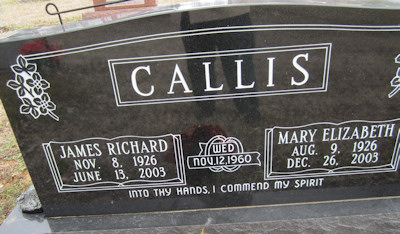 CALLIS
JAMES RICHARD
NOV 8, 1926
JUNE 13, 2003
WED
NOV. 12, 1960
MARY ELIZABETH
AUG. 9, 1926
DEC. 26, 2003
INTO THY HANDS, I COMMEND MY SPIRIT